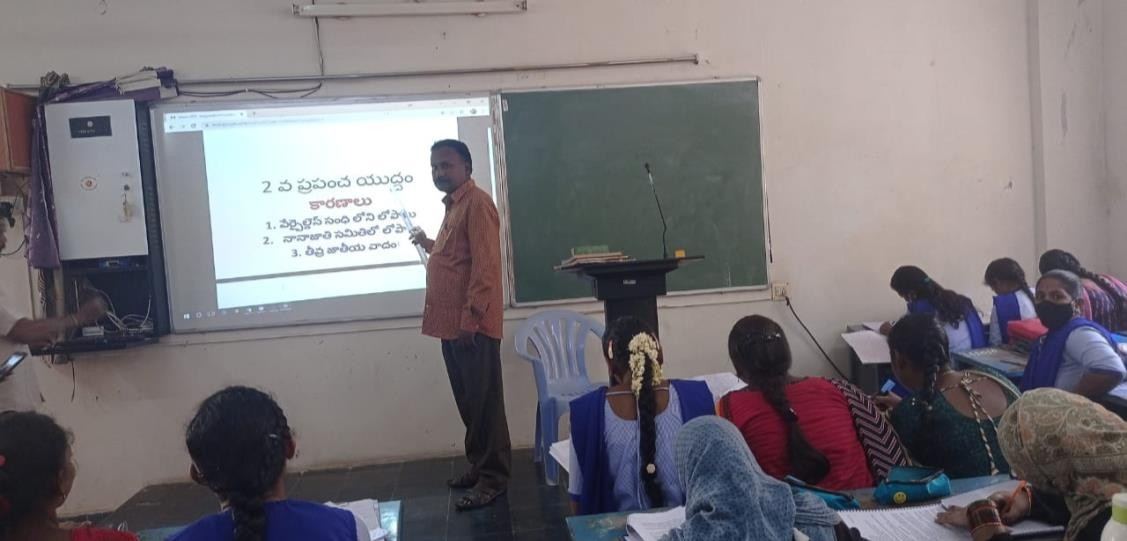 2 వ ప్రపంచ యుద్ధం
కారణాలు
1. వేర్సైల్లెస్ సంధి లోని
2. నానాజాతి సమితిలో
3. తీవ్ర జాతీయ వాదం